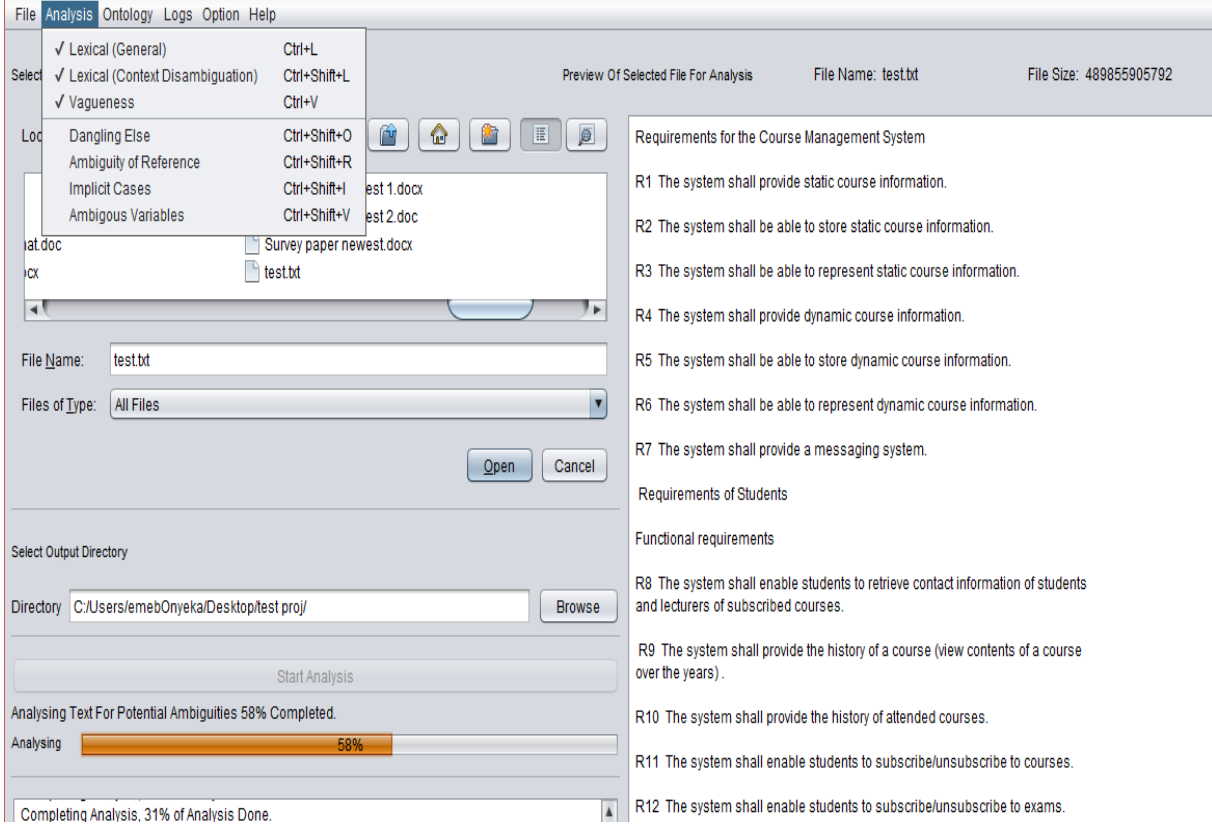 File Analysis Ontology Logs Option Help
✓ Lexical (General) Ctrl+L
✓ Lexical (Context Disambiguation) Ctrl+Shift+L
✓ Vagueness Ctrl+V
Dangling Else Ctrl+Shift+O
Ambiguity of Reference Ctrl+Shift+R
Implicit Cases Ctrl+Shift+I
Ambigous Variables Ctrl+Shift+V
Select
Loo
est 1.docx
est 2.doc
nat.doc Survey paper newest.docx
ocx test.txt
File Name: test.txt
Files of Type: All Files
Open Cancel
Select Output Directory
Directory C:/Users/emebOnyeka/Desktop/test proj/ Browse
Start Analysis
Analysing Text For Potential Ambiguities 58% Completed.
Analysing 58%
Completing Analysis, 31% of Analysis Done.
Preview Of Selected File For Analysis File Name: test.txt File Size: 489855905792
Requirements for the Course Management System
R1 The system shall provide static course information.
R2 The system shall be able to store static course information.
R3 The system shall be able to represent static course information.
R4 The system shall provide dynamic course information.
R5 The system shall be able to store dynamic course information.
R6 The system shall be able to represent dynamic course information.
R7 The system shall provide a messaging system.
Requirements of Students
Functional requirements
R8 The system shall enable students to retrieve contact information of students
and lecturers of subscribed courses.
R9 The system shall provide the history of a course (view contents of a course
over the years) .
R10 The system shall provide the history of attended courses.
R11 The system shall enable students to subscribe/unsubscribe to courses.
R12 The system shall enable students to subscribe/unsubscribe to exams.